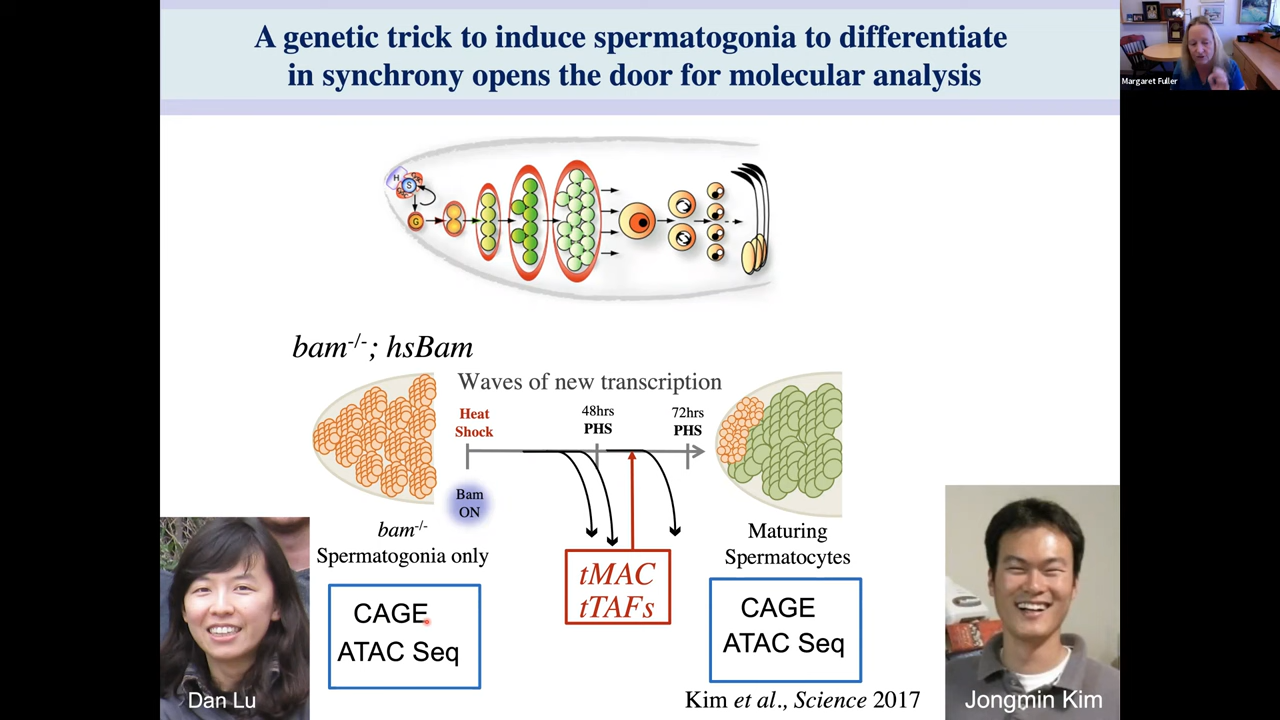 A genetic trick to induce spermatogonia to differentiate
in synchrony opens the door for molecular analysis
Margaret Fuller
H
S
G
bam-/-; hsBam
Waves of new transcription
Heat
Shock
48hrs
PHS
72hrs
PHS
Bam
ON
bam-/-
Spermatogonia only
tMAC
tTAFs
Maturing
Spermatocytes
CAGE
ATAC Seq
CAGE
ATAC Seq
Dan Lu
Kim et al., Science 2017
Jongmin Kim